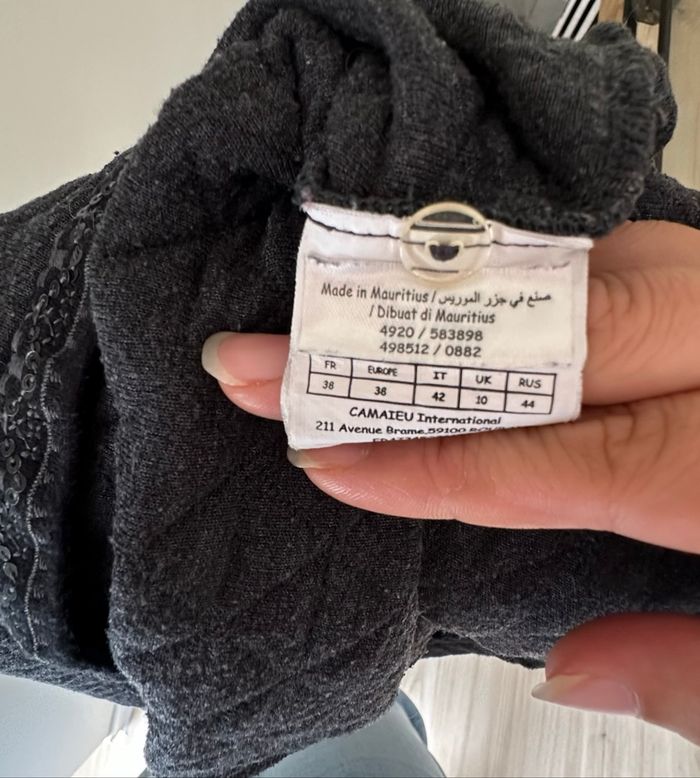 Made in Mauritius / صنع في جزر الموريس
/ Dibuat di Mauritius
4920 / 583898
498512 / 0882
FR EUROPE IT UK RUS
38 38 42 10 44
CAMAIEU International
211 Avenue Brame 59100